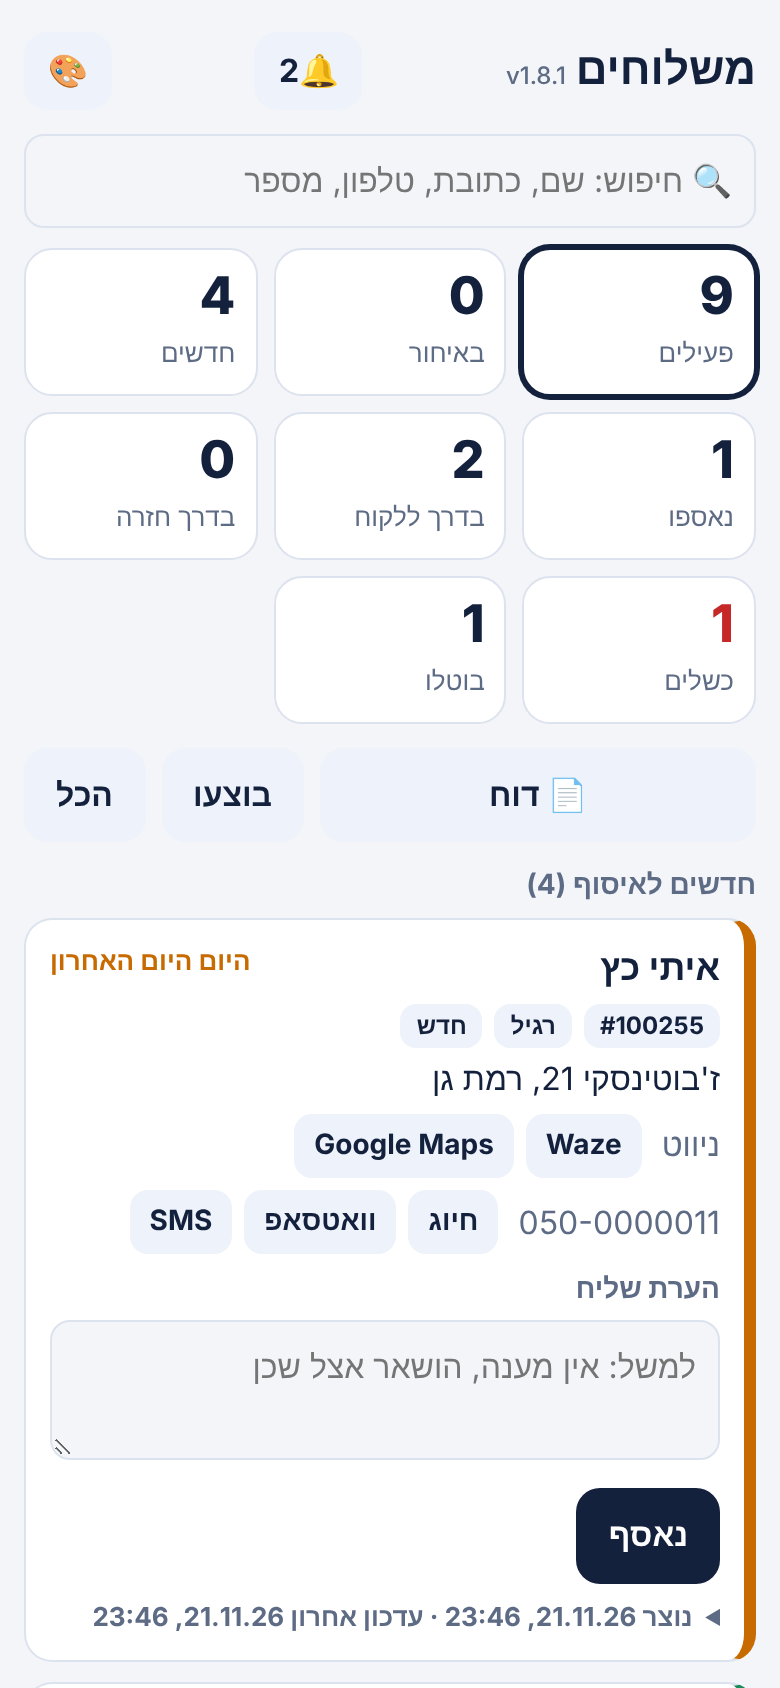 משלוחים v1.8.1
🔔2
🎨
🔍 חיפוש: שם, כתובת, טלפון, מספר
9
פעילים
0
באיחור
4
חדשים
1
נאספו
2
בדרך ללקוח
0
בדרך חזרה
1
כשלים
1
בוטלו
📄 דוח
בוצעו
הכל
חדשים לאיסוף (4)
איתי כץ
היום היום האחרון
#100255
רגיל
חדש
ז'בוטינסקי 21, רמת גן
ניווט
Waze
Google Maps
050-0000011
חיוג
וואטסאפ
SMS
הערת שליח
למשל: אין מענה, הושאר אצל שכן
נאסף
נוצר 21.11.26, 23:46 · עדכון אחרון 21.11.26, 23:46